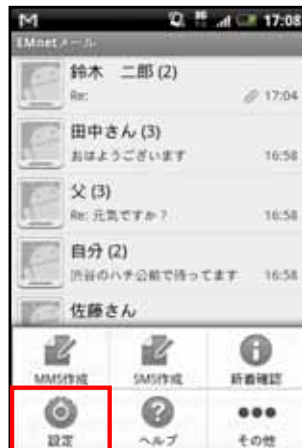 17:08
EMnetメール
鈴木 二郎 (2)
Re: 17:04
田中さん (3)
おはようございます 16:58
父 (3)
Re: 元気ですか? 16:58
自分 (2)
渋谷のハチ公前で待ってます 16:58
佐藤さん
MMS作成 SMS作成 新着確認
設定 ヘルプ その他